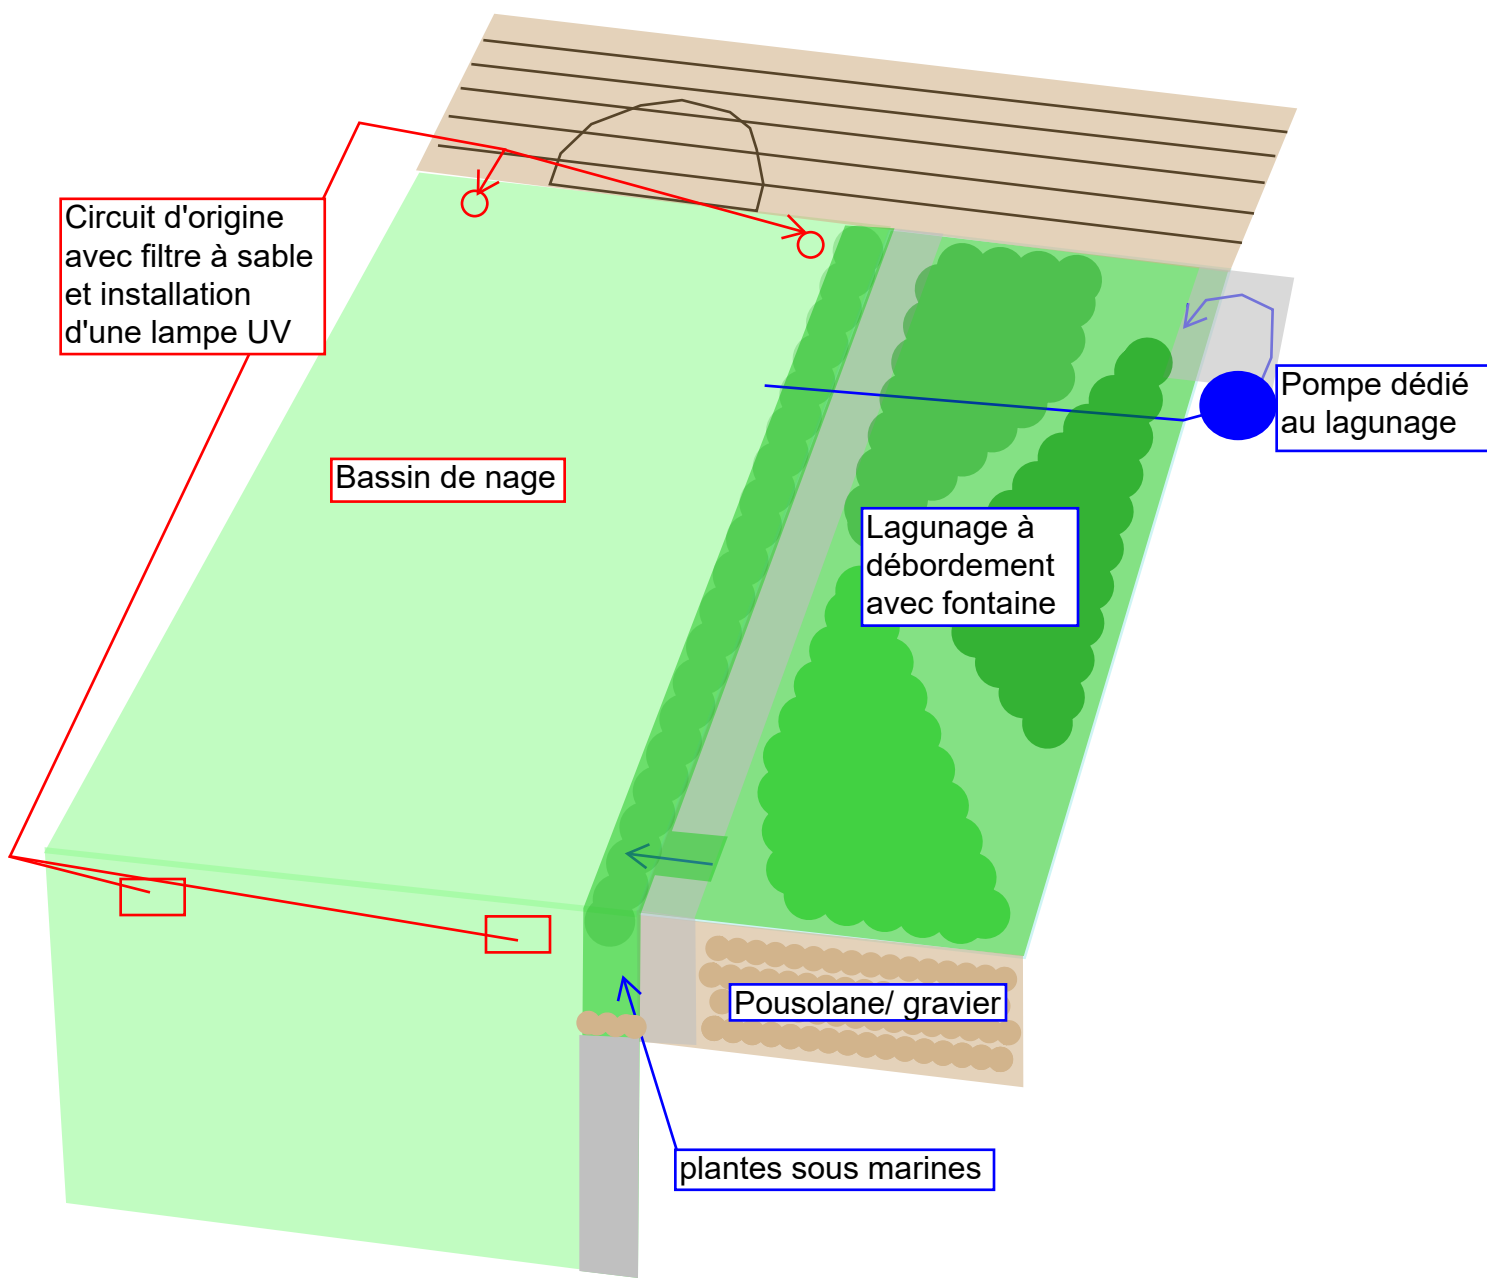 Circuit d'origine
avec filtre à sable
et installation
d'une lampe UV
Pompe dédié
au lagunage
Bassin de nage
Lagunage à
débordement
avec fontaine
Pousolane/ gravier
plantes sous marines